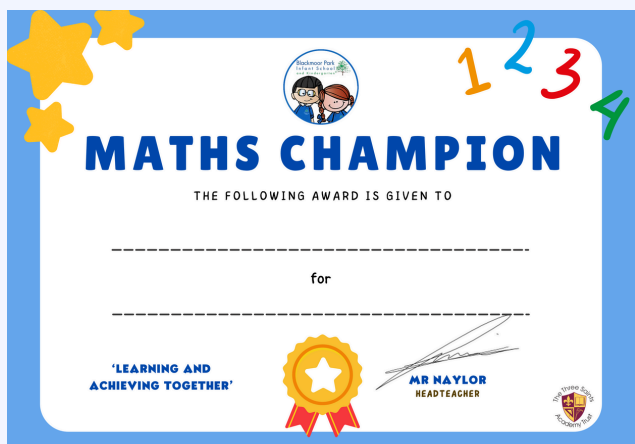 Blackmoor Park
Infant School
and Kindergarten
1 2 3 4
MATHS CHAMPION
THE FOLLOWING AWARD IS GIVEN TO
for
'LEARNING AND
ACHIEVING TOGETHER'
MR NAYLOR
HEADTEACHER
The Three Saints
Academy Trust